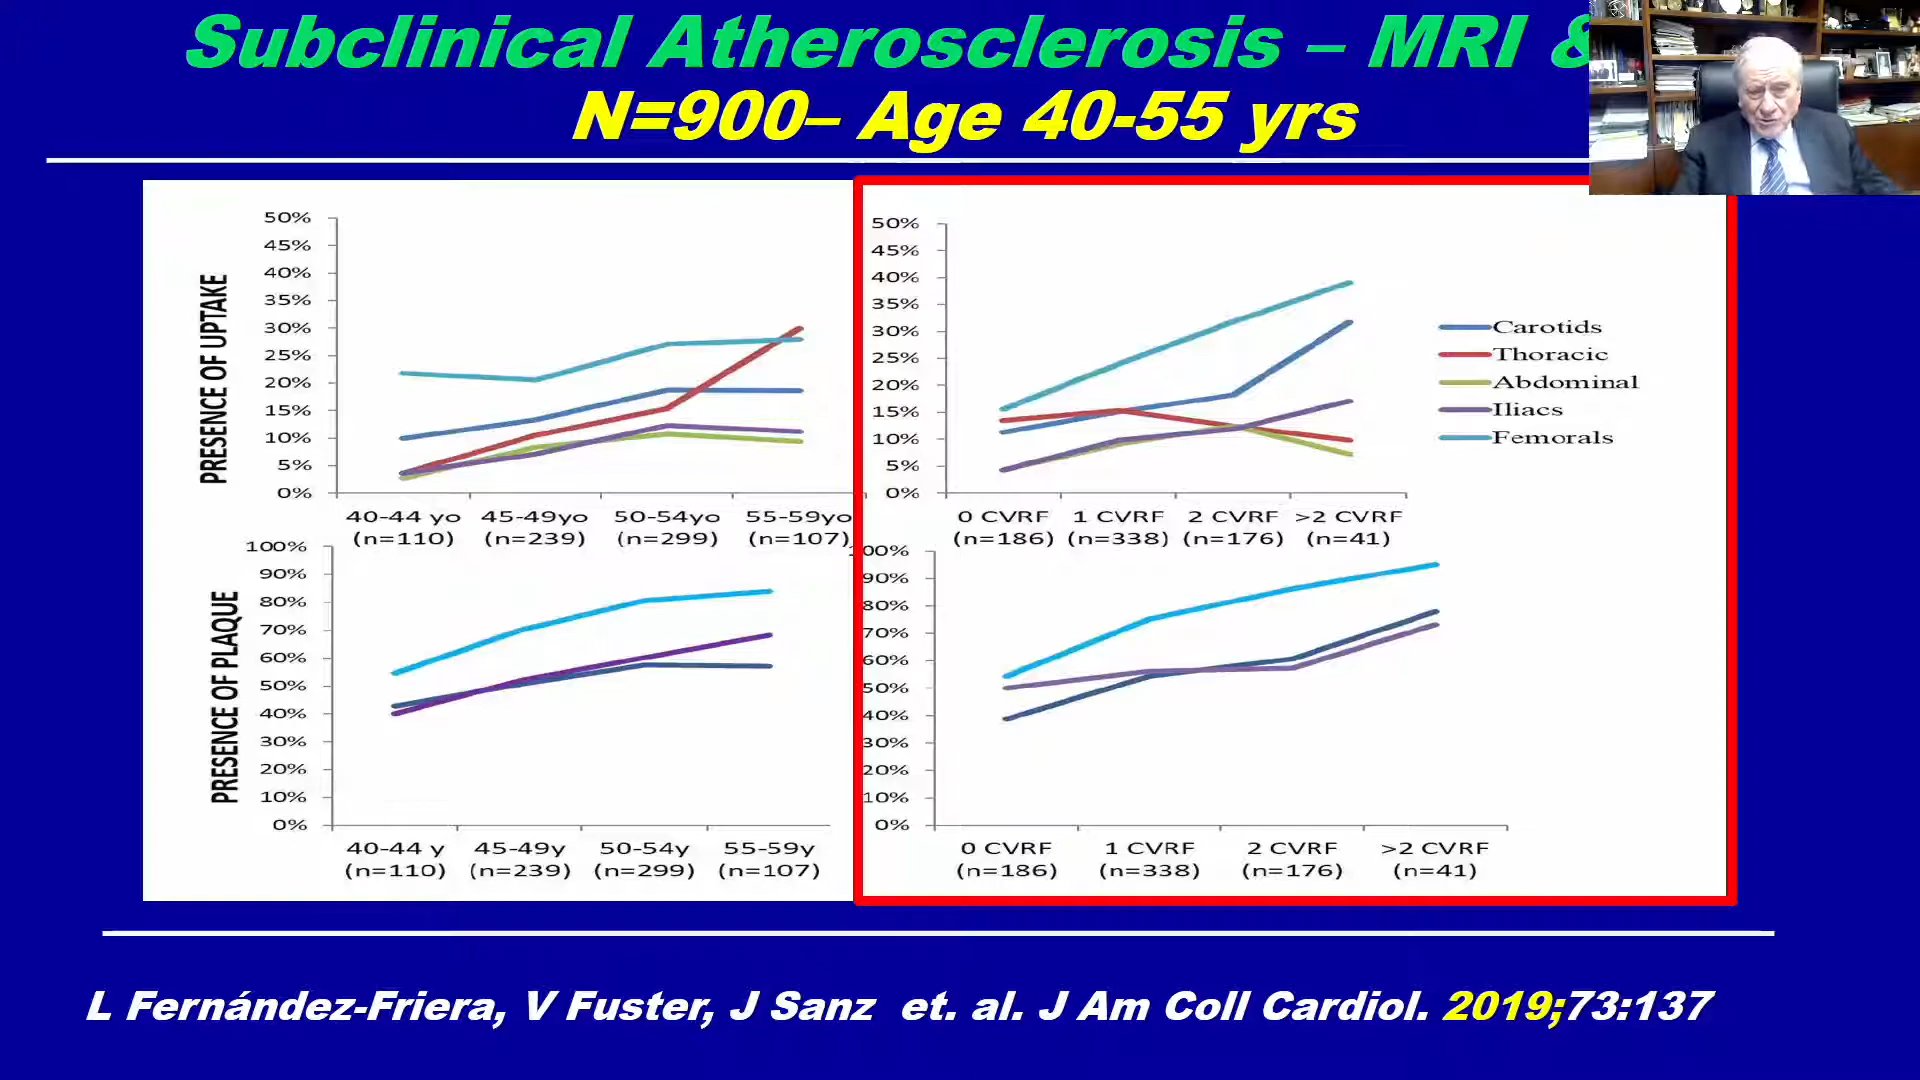 Subclinical Atherosclerosis – MRI &
N=900– Age 40-55 yrs
PRESENCE OF UPTAKE
50%
45%
40%
35%
30%
25%
20%
15%
10%
5%
0%
40-44 yo 45-49yo 50-54yo 55-59yo
(n=110) (n=239) (n=299) (n=107)
50%
45%
40%
35%
30%
25%
20%
15%
10%
5%
0%
0 CVRF 1 CVRF 2 CVRF >2 CVRF
(n=186) (n=338) (n=176) (n=41)
Carotids
Thoracic
Abdominal
Iliacs
Femorals
PRESENCE OF PLAQUE
100%
90%
80%
70%
60%
50%
40%
30%
20%
10%
0%
40-44 y 45-49y 50-54y 55-59y
(n=110) (n=239) (n=299) (n=107)
100%
90%
80%
70%
60%
50%
40%
30%
20%
10%
0%
0 CVRF 1 CVRF 2 CVRF >2 CVRF
(n=186) (n=338) (n=176) (n=41)
L Fernández-Friera, V Fuster, J Sanz et. al. J Am Coll Cardiol. 2019;73:137